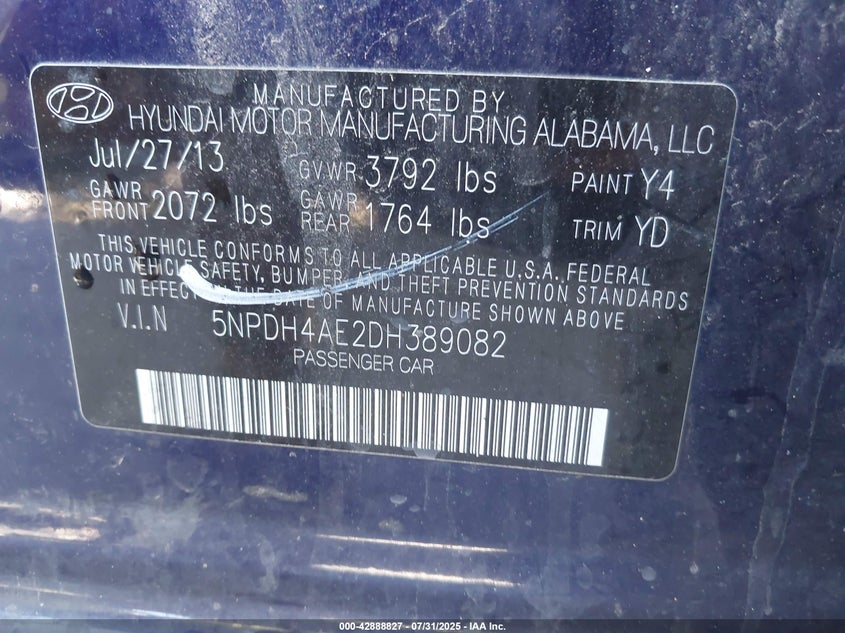 MANUFACTURED BY
HYUNDAI MOTOR MANUFACTURING ALABAMA, LLC
Jul/27/13 GVWR 3792 lbs PAINT Y4
GAWR FRONT 2072 lbs GAWR REAR 1764 lbs TRIM YD
THIS VEHICLE CONFORMS TO ALL APPLICABLE U.S.A. FEDERAL
MOTOR VEHICLE SAFETY, BUMPER AND THEFT PREVENTION STANDARDS
IN EFFECT ON THE DATE OF MANUFACTURE SHOWN ABOVE
V.I.N 5NPDH4AE2DH389082
PASSENGER CAR
000-42888827 - 07/31/2025 - IAA Inc.